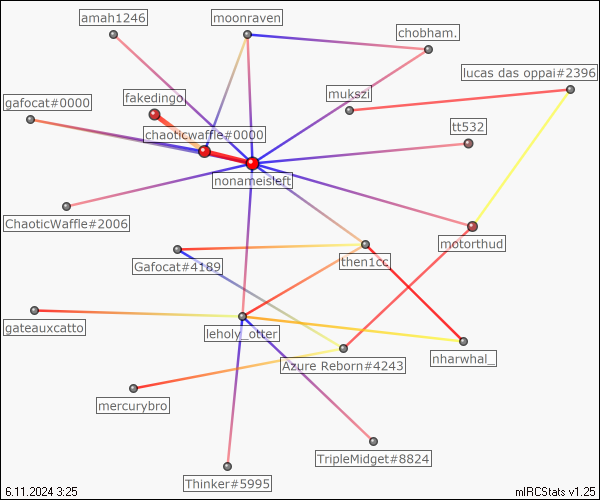 amah1246
moonraven
chobham.
lucas das oppai#2396
mukszi
fakedingo
gafocat#0000
tt532
chaoticwaffle#0000
nonameisleft
ChaoticWaffle#2006
motorthud
then1cc
Gafocat#4189
gateauxcatto
leholy_otter
nharwhal_
Azure Reborn#4243
mercurybro
TripleMidget#8824
Thinker#5995
6.11.2024 3:25
mIRCStats v1.25